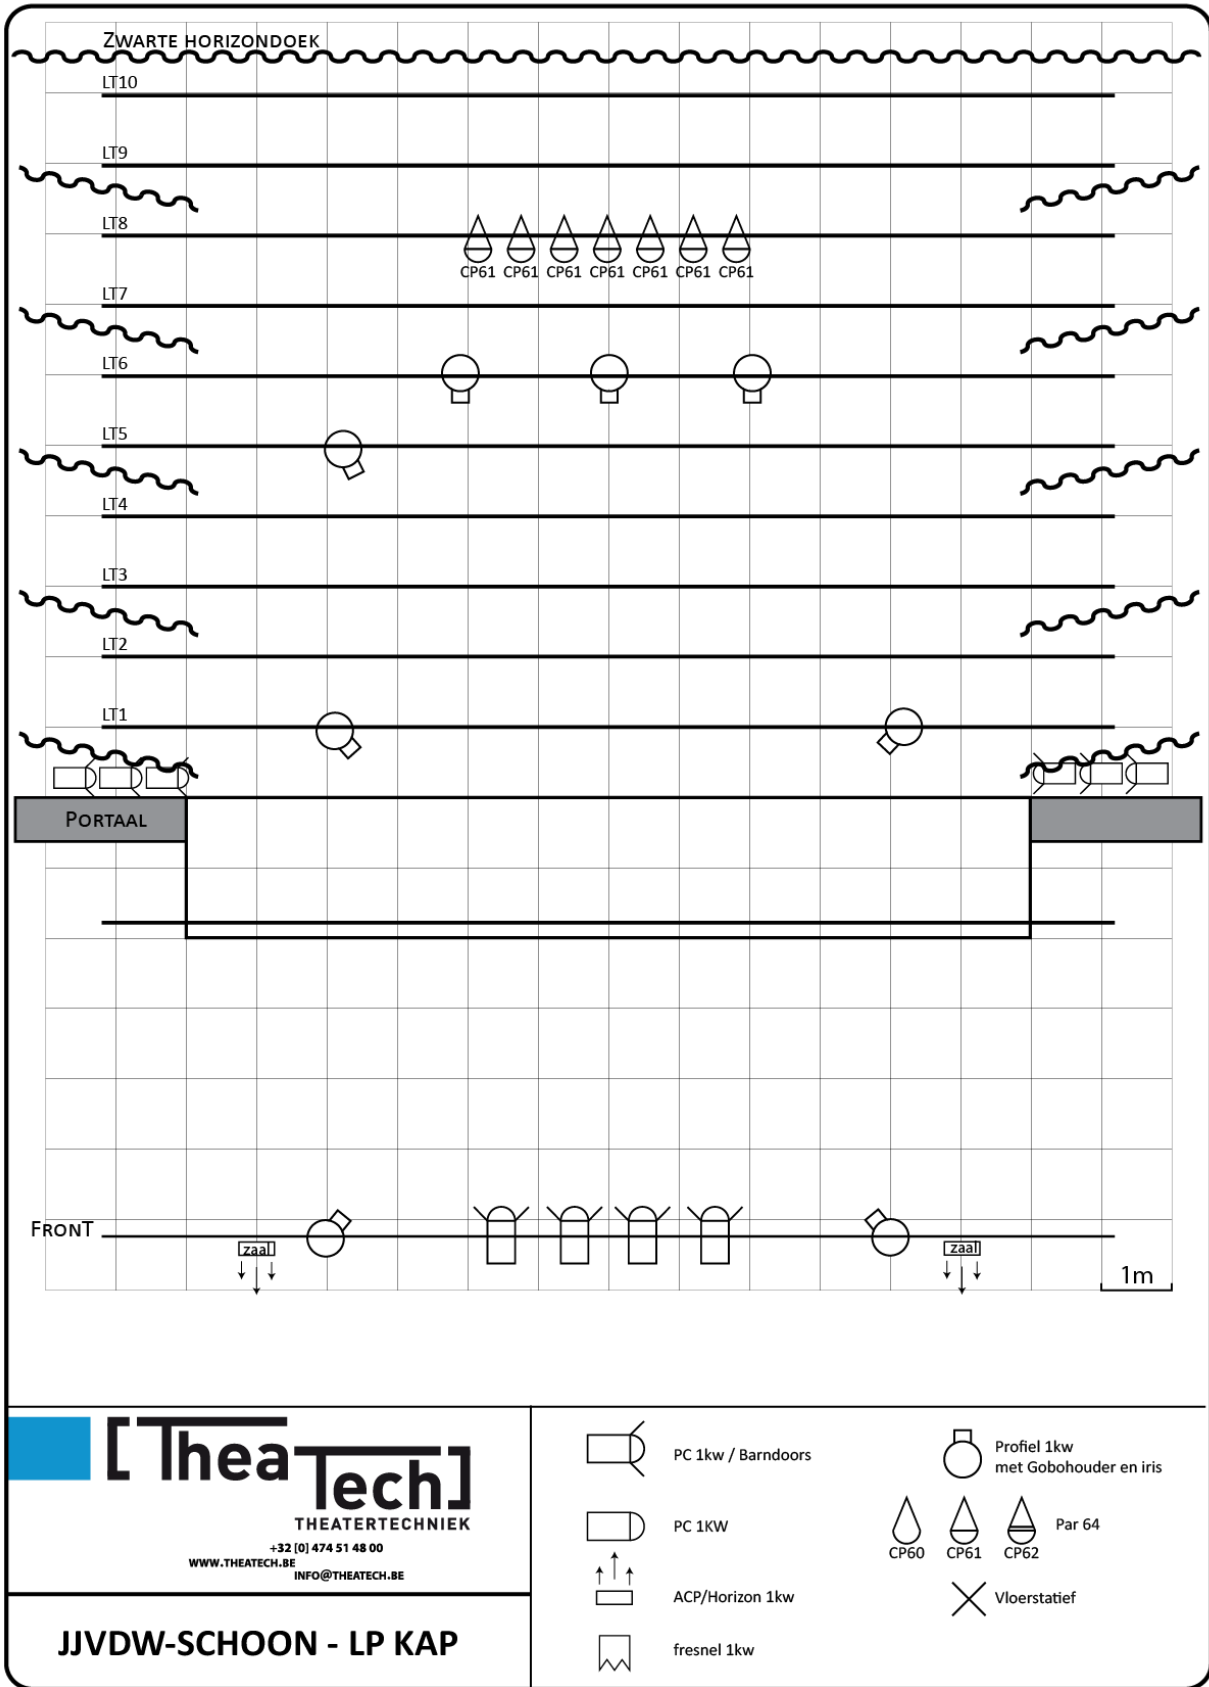 ZWARTE HORIZONDOEK
LT10
LT9
LT8
CP61 CP61 CP61 CP61 CP61 CP61 CP61
LT7
LT6
LT5
LT4
LT3
LT2
LT1
PORTAAL
FRONT
zaal zaal
1m
[TheaTech]
THEATERTECHNIEK
+32 [0] 474 51 48 00
WWW.THEATECH.BE
INFO@THEATECH.BE
JJVDW-SCHOON - LP KAP
PC 1kw / Barndoors
PC 1KW
ACP/Horizon 1kw
fresnel 1kw
Profiel 1kw
met Gobohouder en iris
Par 64
CP60 CP61 CP62
Vloerstatief